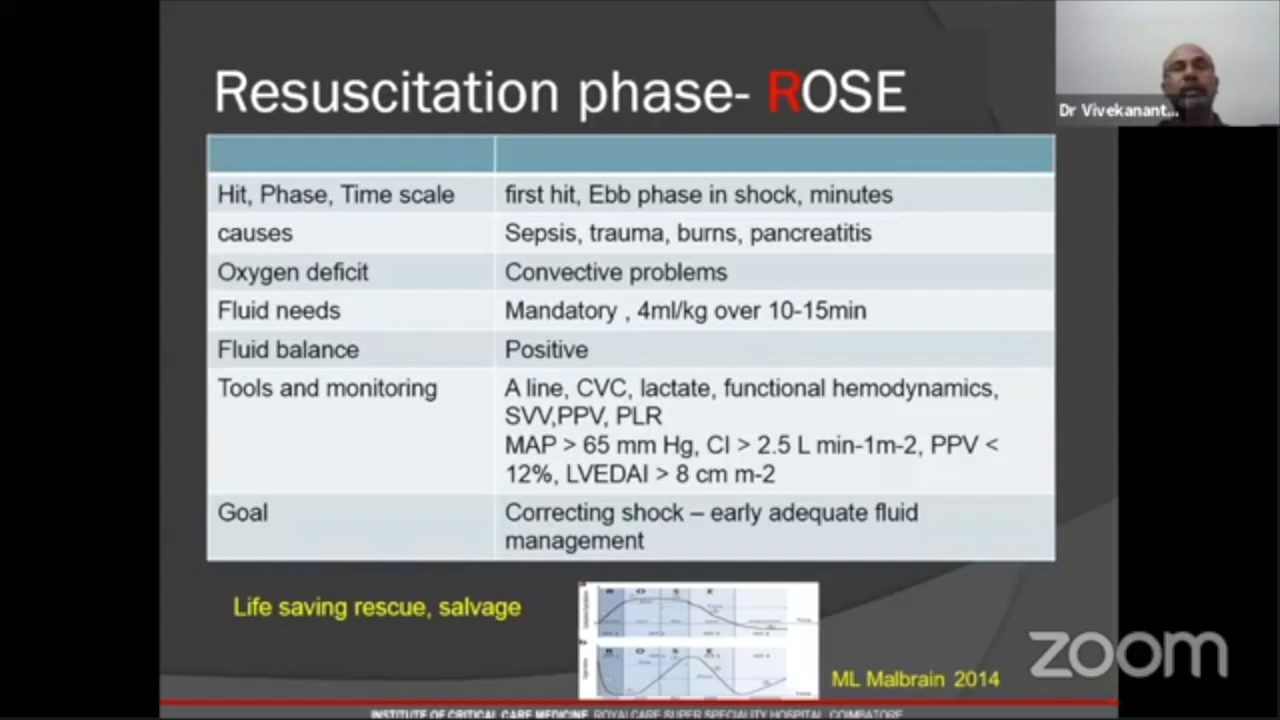 Resuscitation phase- ROSE
Dr Vivekanant...
Hit, Phase, Time scale first hit, Ebb phase in shock, minutes
causes Sepsis, trauma, burns, pancreatitis
Oxygen deficit Convective problems
Fluid needs Mandatory , 4ml/kg over 10-15min
Fluid balance Positive
Tools and monitoring A line, CVC, lactate, functional hemodynamics,
SVV,PPV, PLR
MAP > 65 mm Hg, CI > 2.5 L min-1m-2, PPV <
12%, LVEDAI > 8 cm m-2
Goal Correcting shock – early adequate fluid
management
Life saving rescue, salvage
R O S E
R O S E
ML Malbrain 2014
zoom
INSTITUTE OF CRITICAL CARE MEDICINE, ROYALCARE SUPER SPECIALITY HOSPITAL, COIMBATORE